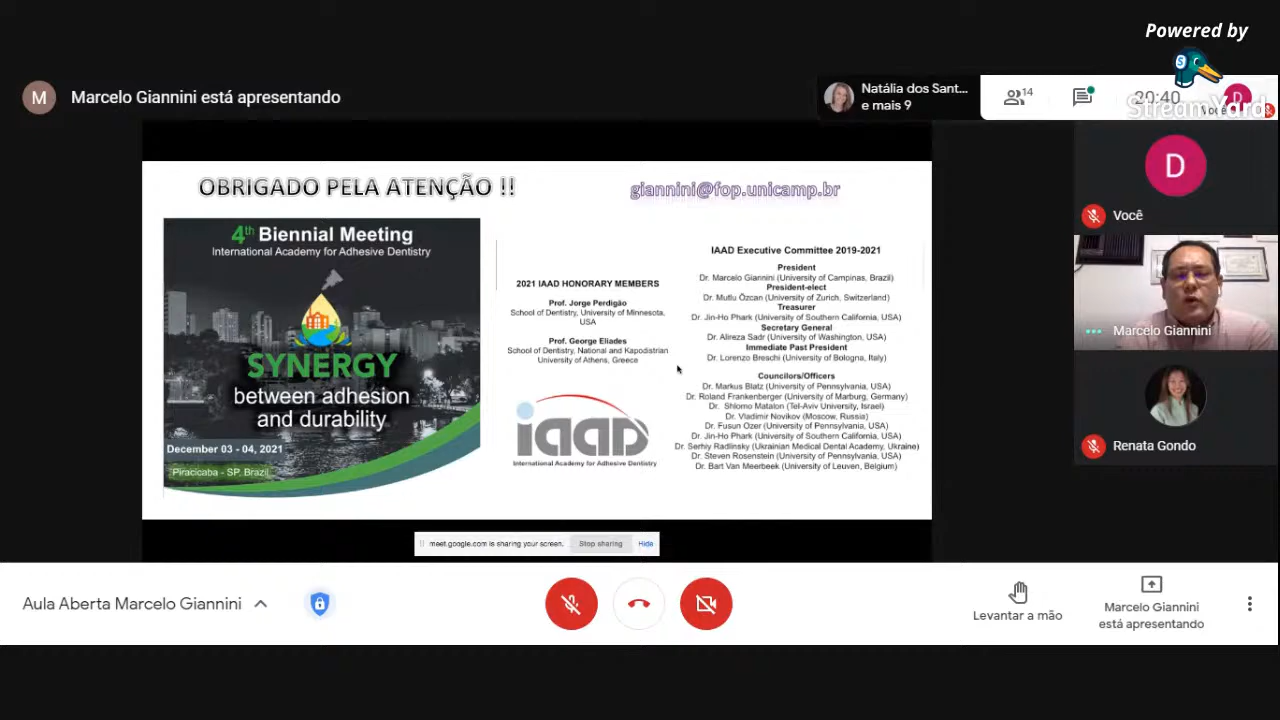 Powered by
StreamYard
M
Marcelo Giannini está apresentando
Natália dos Sant...
e mais 9
14
20:40
D
Você
OBRIGADO PELA ATENÇÃO !!
giannini@fop.unicamp.br
4th Biennial Meeting
International Academy for Adhesive Dentistry
SYNERGY
between adhesion
and durability
December 03 - 04, 2021
Piracicaba - SP. Brazil
2021 IAAD HONORARY MEMBERS
Prof. Jorge Perdigão
School of Dentistry, University of Minnesota,
USA
Prof. George Eliades
School of Dentistry, National and Kapodistrian
University of Athens, Greece
iaad
International Academy for Adhesive Dentistry
IAAD Executive Committee 2019-2021
President
Dr. Marcelo Giannini (University of Campinas, Brazil)
President-elect
Dr. Mutlu Özcan (University of Zurich, Switzerland)
Treasurer
Dr. Jin-Ho Phark (University of Southern California, USA)
Secretary General
Dr. Alireza Sadr (University of Washington, USA)
Immediate Past President
Dr. Lorenzo Breschi (University of Bologna, Italy)
Councilors/Officers
Dr. Markus Blatz (University of Pennsylvania, USA)
Dr. Roland Frankenberger (University of Marburg, Germany)
Dr. Shlomo Matalon (Tel-Aviv University, Israel)
Dr. Vladimir Novikov (Moscow, Russia)
Dr. Fusun Ozer (University of Pennsylvania, USA)
Dr. Jin-Ho Phark (University of Southern California, USA)
Dr. Serhiy Radlinsky (Ukrainian Medical Dental Academy, Ukraine)
Dr. Steven Rosenstein (University of Pennsylvania, USA)
Dr. Bart Van Meerbeek (University of Leuven, Belgium)
D
Você
Marcelo Giannini
Renata Gondo
meet.google.com is sharing your screen.
Stop sharing
Hide
Aula Aberta Marcelo Giannini
Levantar a mão
Marcelo Giannini
está apresentando